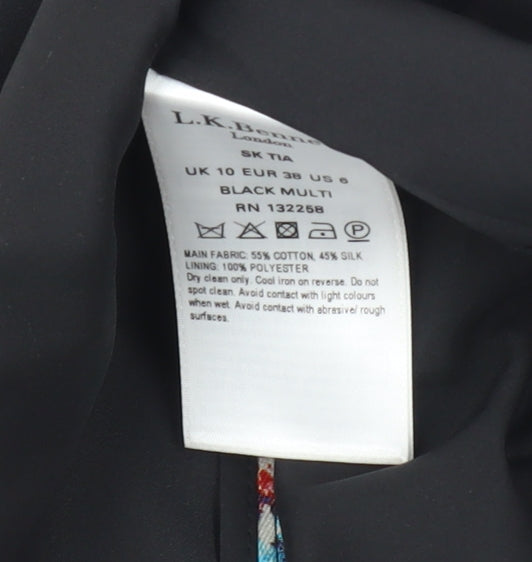 L.K.Benne
London
SK TIA
UK 10 EUR 38 US 6
BLACK MULTI
RN 132258
P
MAIN FABRIC: 55% COTTON, 45% SILK
LINING: 100% POLYESTER
Dry clean only. Cool iron on reverse. Do not
spot clean. Avoid contact with light colours
when wet. Avoid contact with abrasive/ rough
surfaces.